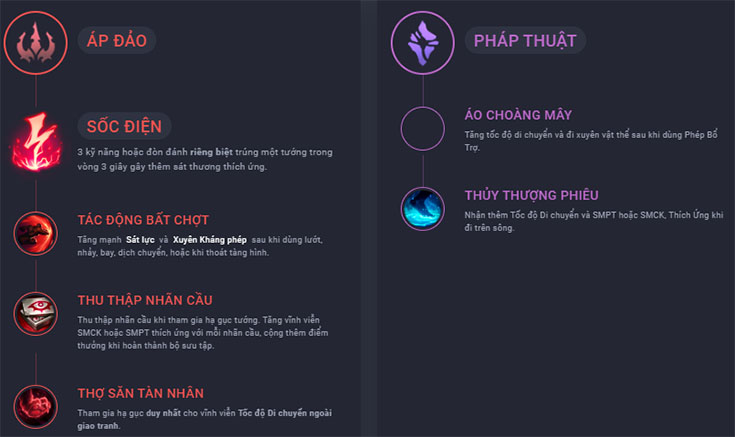 ÁP ĐẢO
SỐC ĐIỆN
3 kỹ năng hoặc đòn đánh riêng biệt trúng một tướng trong
vòng 3 giây gây thêm sát thương thích ứng.
TÁC ĐỘNG BẤT CHỢT
Tăng mạnh Sát lực và Xuyên Kháng phép sau khi dùng lướt,
nhảy, bay, dịch chuyển, hoặc khi thoát tàng hình.
THU THẬP NHÃN CẦU
Thu thập nhãn cầu khi tham gia hạ gục tướng. Tăng vĩnh viễn
SMCK hoặc SMPT thích ứng với mỗi nhãn cầu, cộng thêm điểm
thưởng khi hoàn thành bộ sưu tập.
THỢ SĂN TÀN NHẪN
Tham gia hạ gục duy nhất cho vĩnh viễn Tốc độ Di chuyển ngoài
giao tranh.
PHÁP THUẬT
ÁO CHOÀNG MÂY
Tăng tốc độ di chuyển và đi xuyên vật thể sau khi dùng Phép Bổ
Trợ.
THỦY THƯỢNG PHIÊU
Nhận thêm Tốc độ Di chuyển và SMPT hoặc SMCK, Thích Ứng khi
đi trên sông.